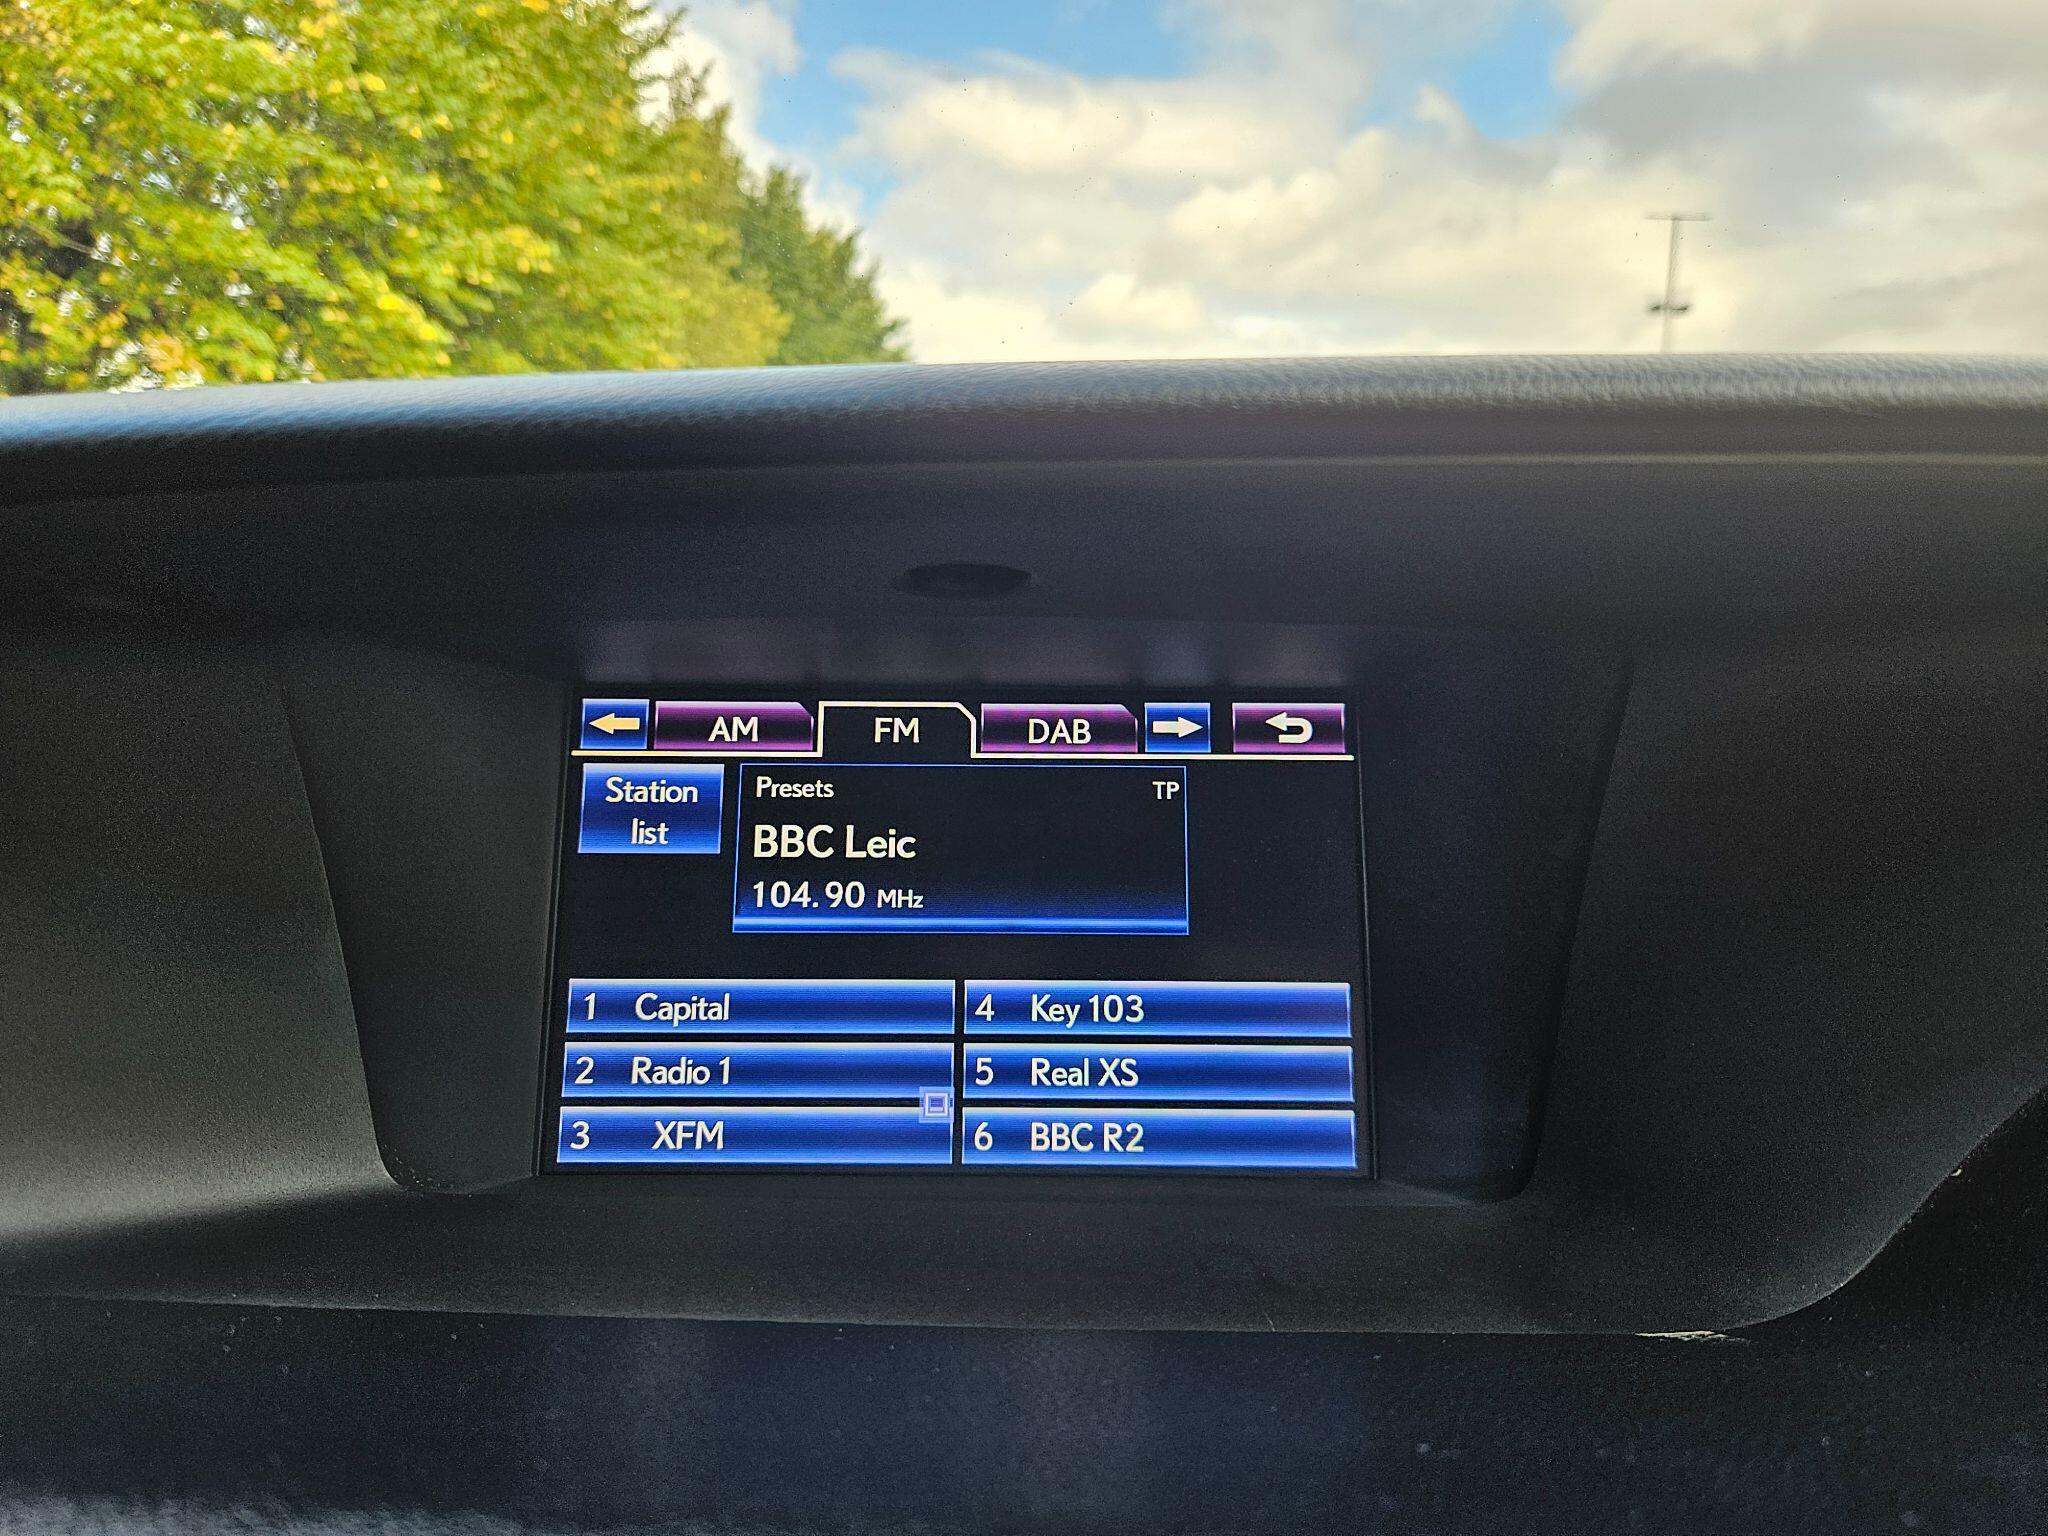 AM FM DAB
Station
list
Presets TP
BBC Leic
104.90 MHz
1 Capital
2 Radio 1
3 XFM
4 Key 103
5 Real XS
6 BBC R2